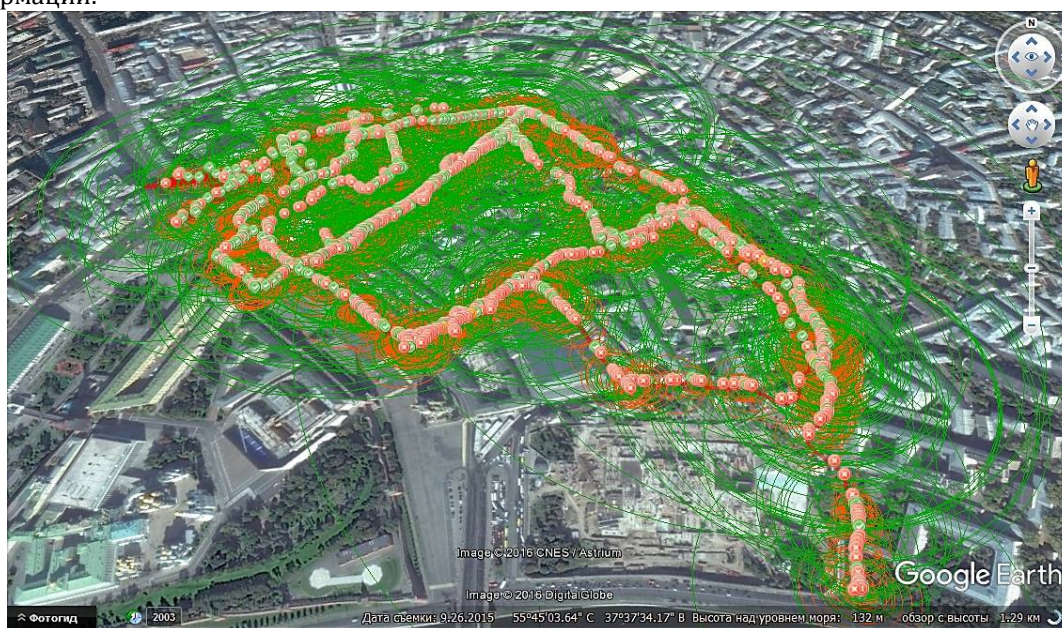 рмации.
N
Image © 2016 CNES / Astrium
Google Earth
Image © 2016 DigitalGlobe
Фотогид
2003
Дата съемки: 9.26.2015 55°45'03.64" С 37°37'34.17" В Высота над уровнем моря: 132 м обзор с высоты 1.29 км